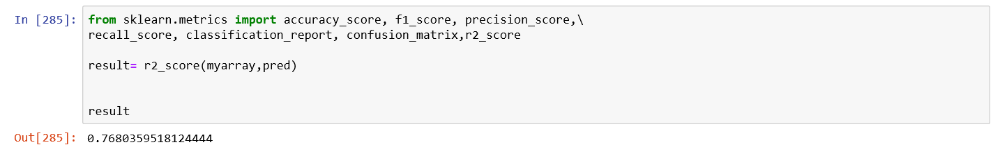 In [285]: from sklearn.metrics import accuracy_score, f1_score, precision_score,\
recall_score, classification_report, confusion_matrix,r2_score
result= r2_score(myarray,pred)
result
Out[285]: 0.7680359518124444